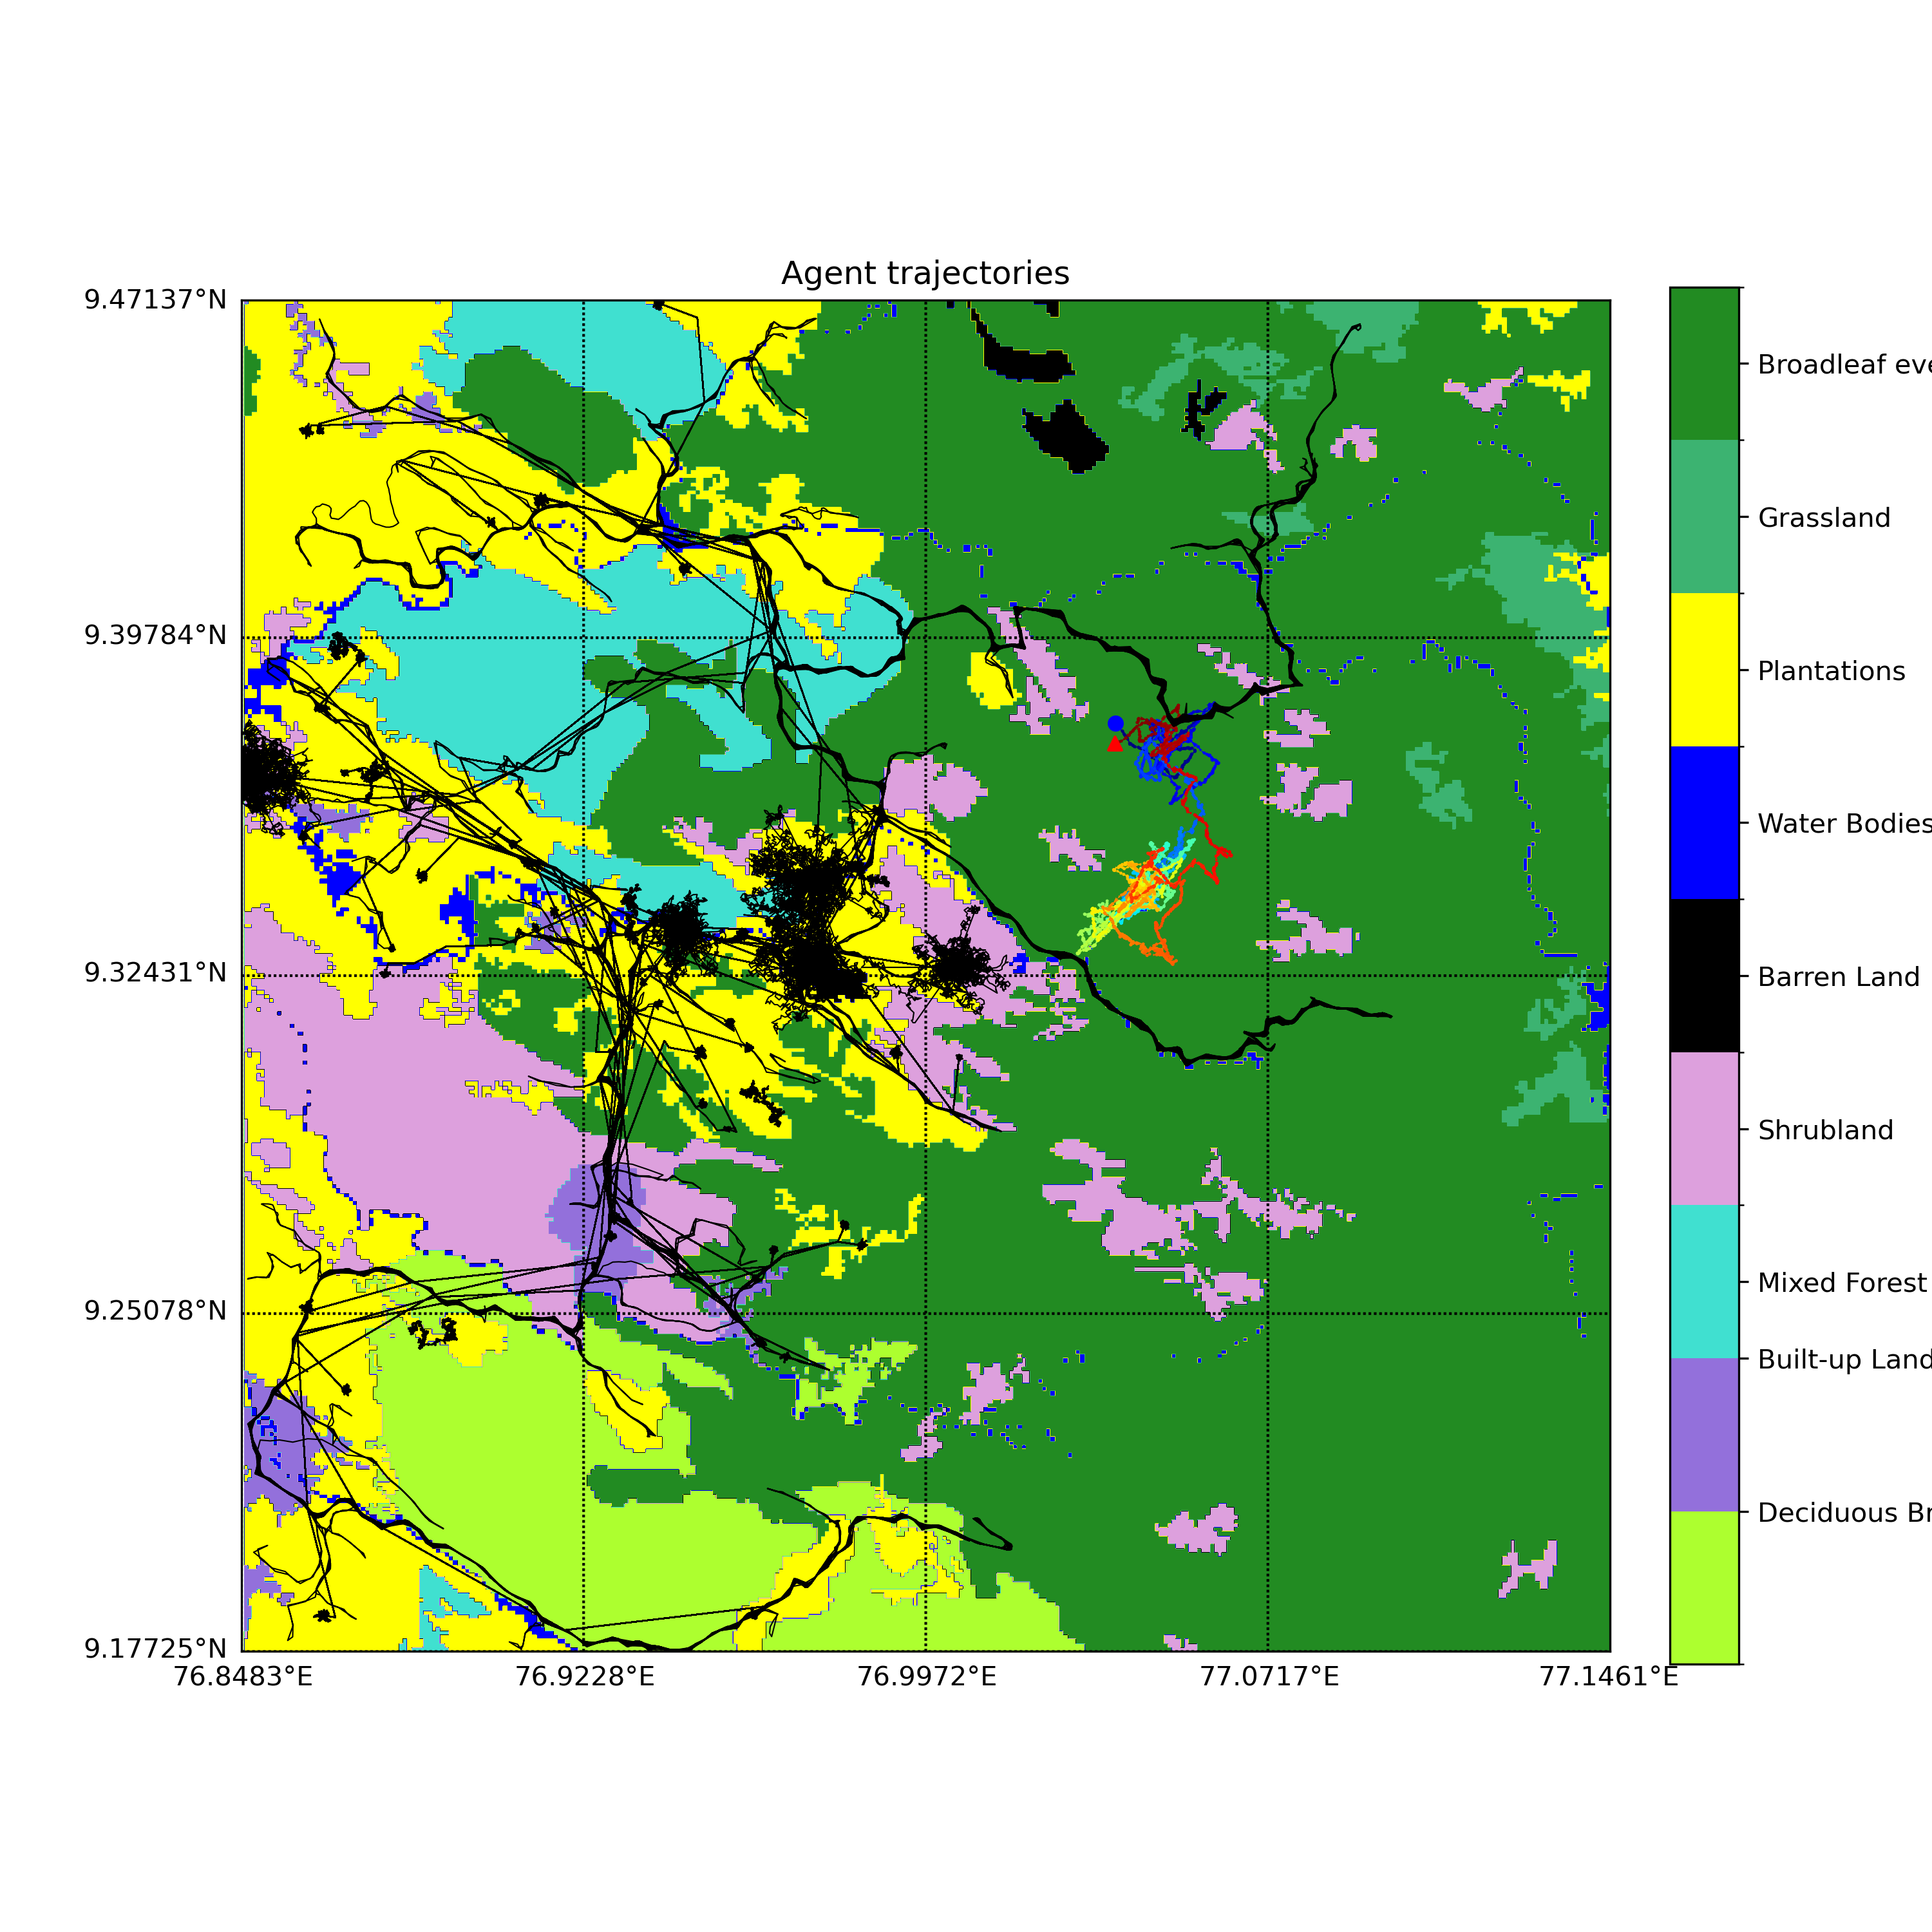 Agent trajectories
9.47137°N
9.39784°N
9.32431°N
9.25078°N
9.17725°N
76.8483°E
76.9228°E
76.9972°E
77.0717°E
77.1461°E
Broadleaf eve
Grassland
Plantations
Water Bodies
Barren Land
Shrubland
Mixed Forest
Built-up Land
Deciduous Br